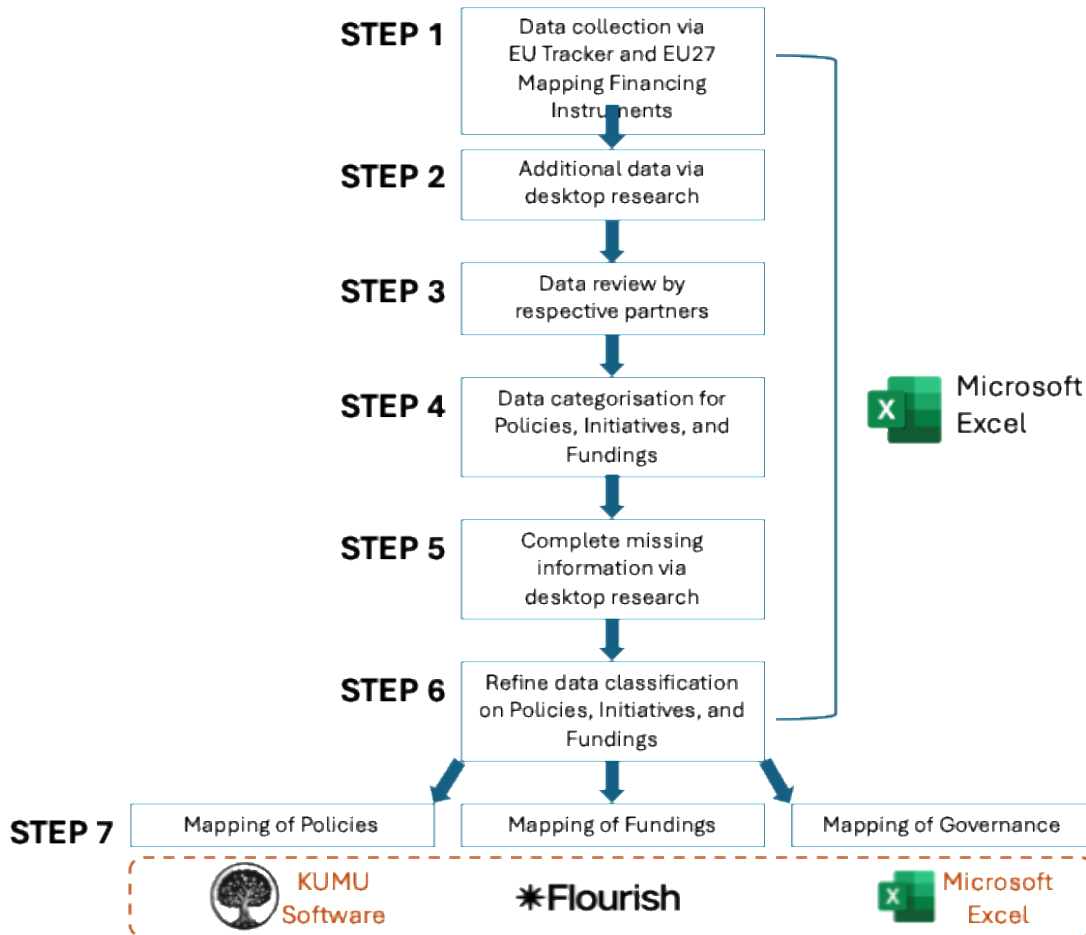 STEP 1
Data collection via
EU Tracker and EU27
Mapping Financing
Instruments
STEP 2
Additional data via
desktop research
STEP 3
Data review by
respective partners
STEP 4
Data categorisation for
Policies, Initiatives, and
Fundings
X
Microsoft
Excel
STEP 5
Complete missing
information via
desktop research
STEP 6
Refine data classification
on Policies, Initiatives, and
Fundings
STEP 7
Mapping of Policies
Mapping of Fundings
Mapping of Governance
KUMU
Software
Flourish
X
Microsoft
Excel